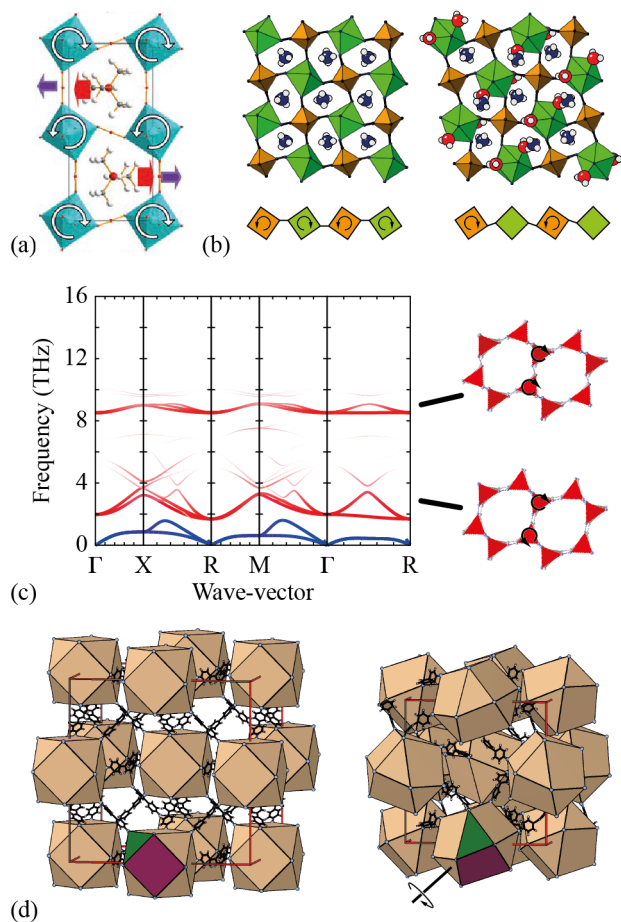 (a)
(b)
16
12
8
4
0
Frequency (THz)
Γ X R M Γ R
Wave-vector
(c)
(d)